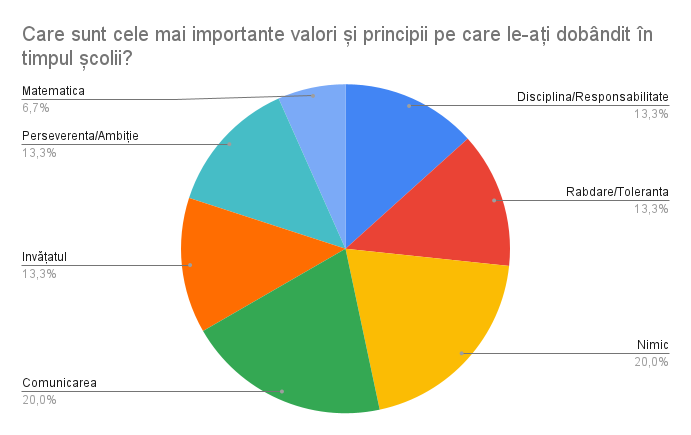 Care sunt cele mai importante valori și principii pe care le-ați dobândit în
timpul școlii?
Matematica
6,7%
Disciplina/Responsabilitate
13,3%
Perseverenta/Ambiție
13,3%
Rabdare/Toleranta
13,3%
Invățatul
13,3%
Nimic
20,0%
Comunicarea
20,0%